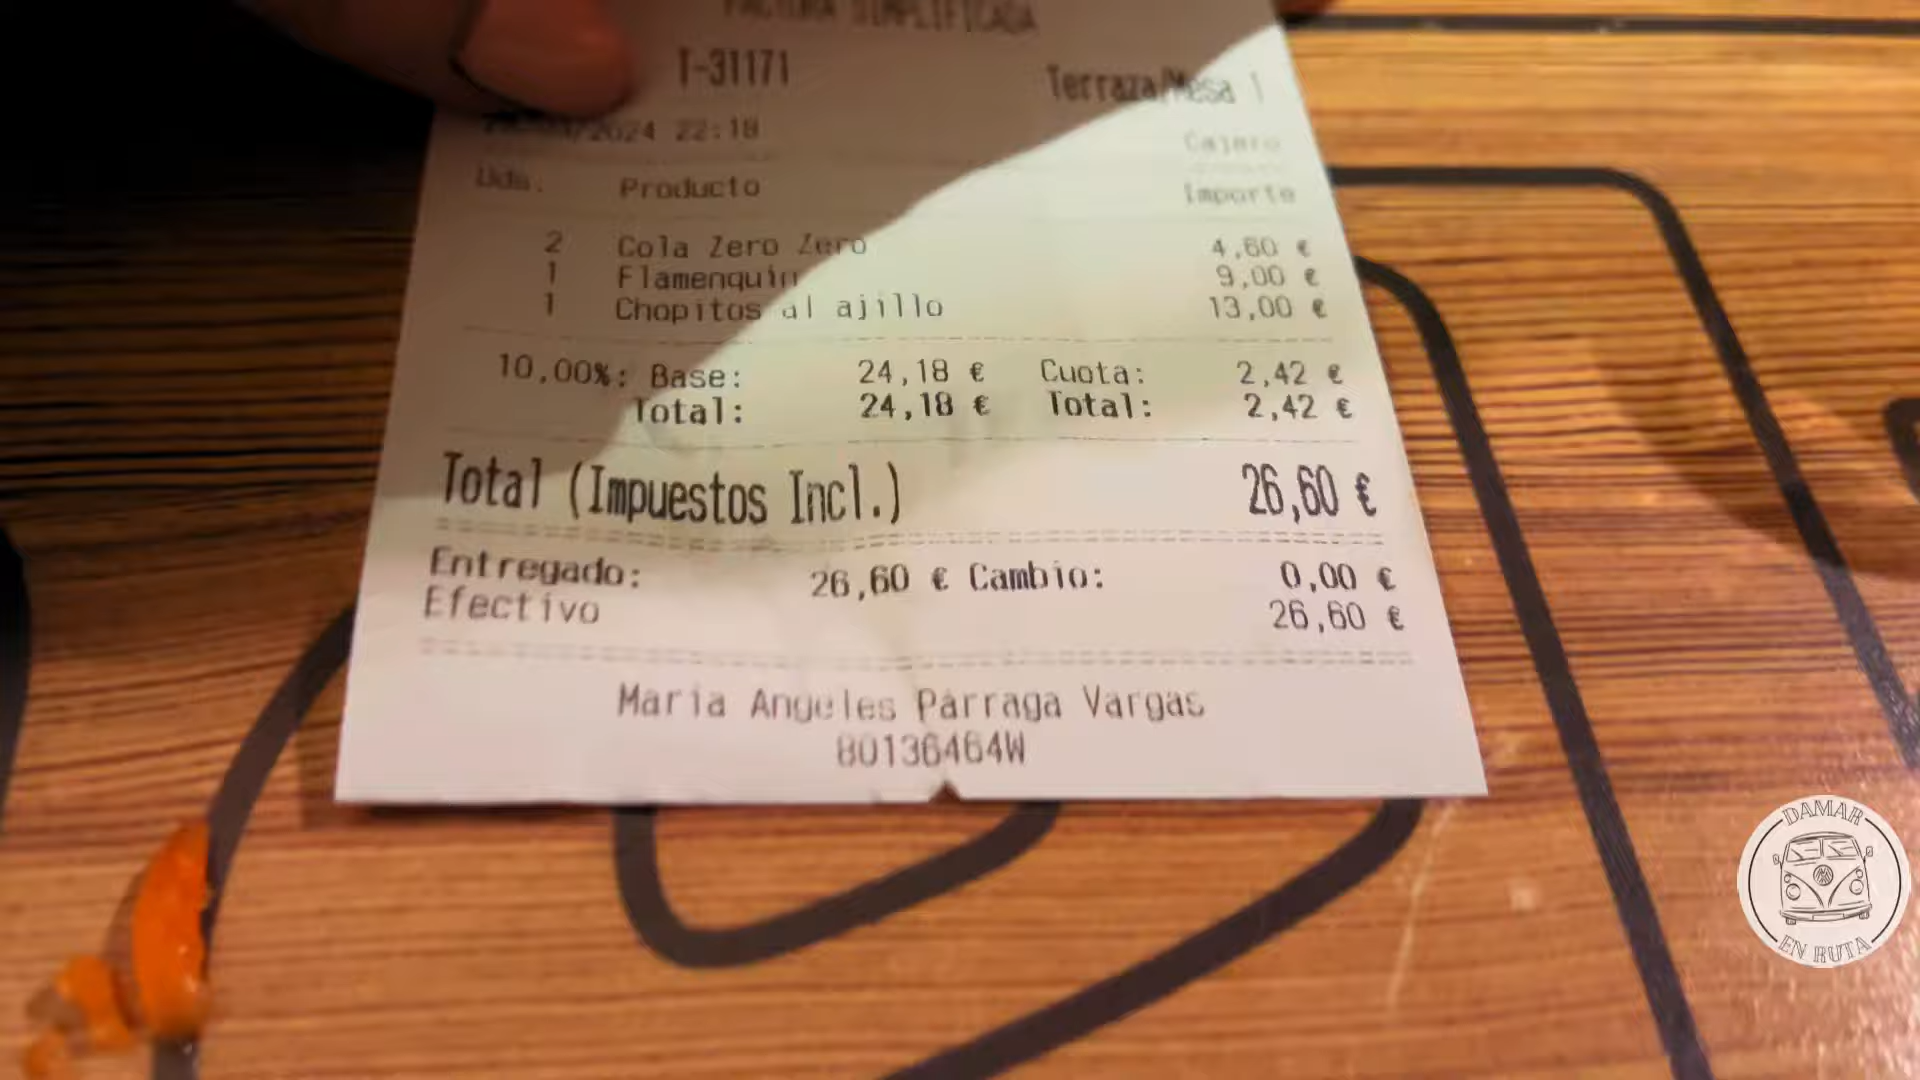 FACTURA SIMPLIFICADA
T-31171 Terraza/Mesa 1
/2024 22:18 Cajero
Uds. Producto Importe
2 Cola Zero Zero 4,60 €
1 Flamenquin 9,00 €
1 Chopitos al ajillo 13,00 €
10,00%: Base: 24,18 € Cuota: 2,42 €
Total: 24,18 € Total: 2,42 €
Total (Impuestos Incl.) 26,60 €
Entregado: 26,60 € Cambio: 0,00 €
Efectivo 26,60 €
Maria Angeles Párraga Vargas
80136464W
DAMAR
EN RUTA